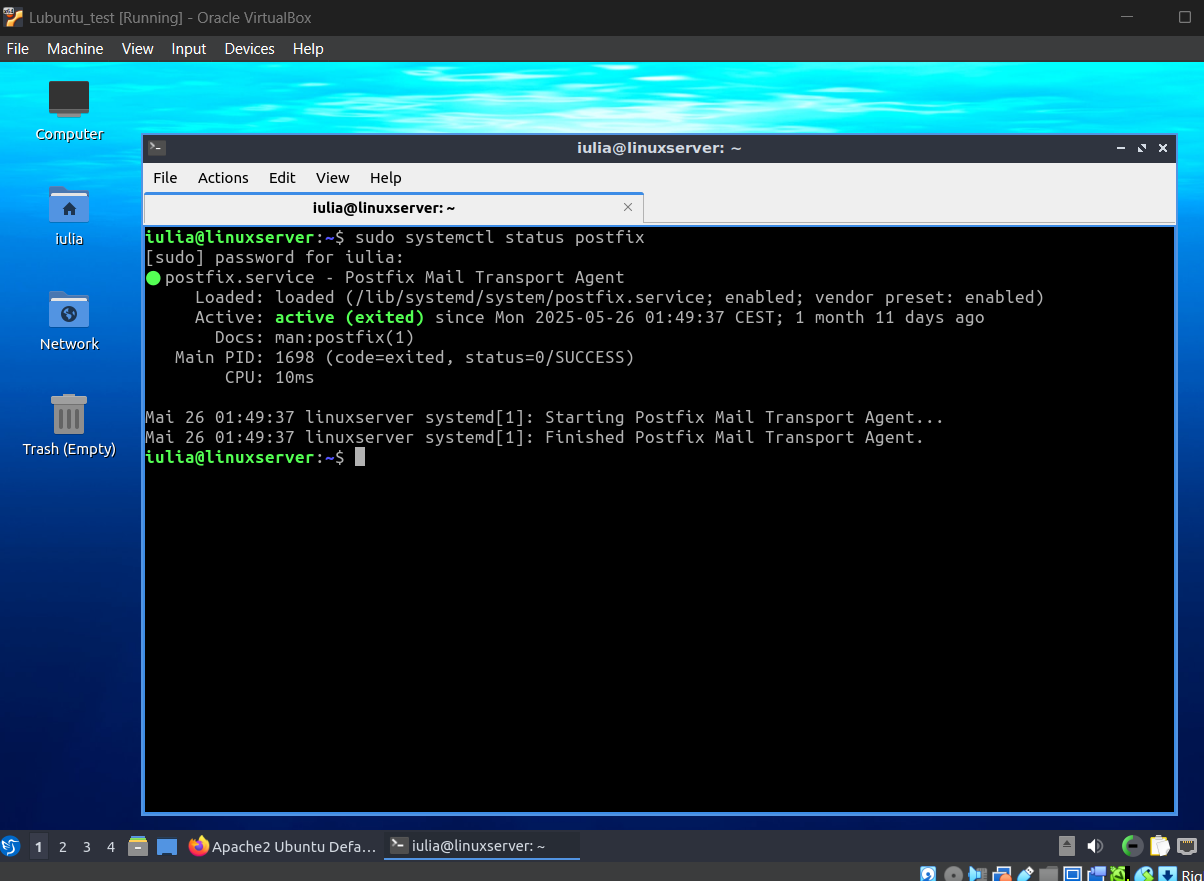 Lubuntu_test [Running] - Oracle VirtualBox
File Machine View Input Devices Help
Computer
iulia
Network
Trash (Empty)
iulia@linuxserver: ~
File Actions Edit View Help
iulia@linuxserver: ~
iulia@linuxserver:~$ sudo systemctl status postfix
[sudo] password for iulia:
postfix.service - Postfix Mail Transport Agent
Loaded: loaded (/lib/systemd/system/postfix.service; enabled; vendor preset: enabled)
Active: active (exited) since Mon 2025-05-26 01:49:37 CEST; 1 month 11 days ago
Docs: man:postfix(1)
Main PID: 1698 (code=exited, status=0/SUCCESS)
CPU: 10ms
Mai 26 01:49:37 linuxserver systemd[1]: Starting Postfix Mail Transport Agent...
Mai 26 01:49:37 linuxserver systemd[1]: Finished Postfix Mail Transport Agent.
iulia@linuxserver:~$
1 2 3 4 Apache2 Ubuntu Defa... iulia@linuxserver: ~
Rig